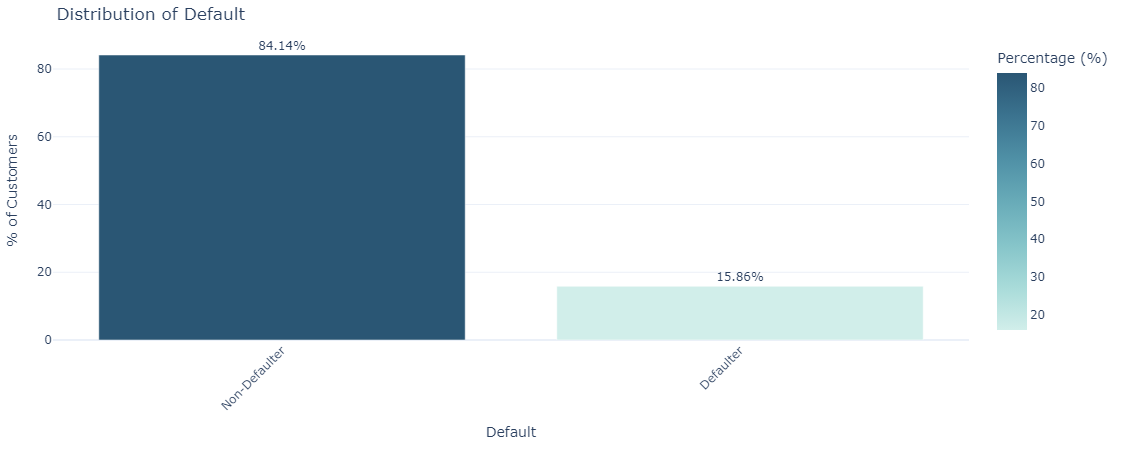 Distribution of Default
84.14%
15.86%
% of Customers
80
60
40
20
0
Non-Defaulter
Defaulter
Default
Percentage (%)
80
70
60
50
40
30
20